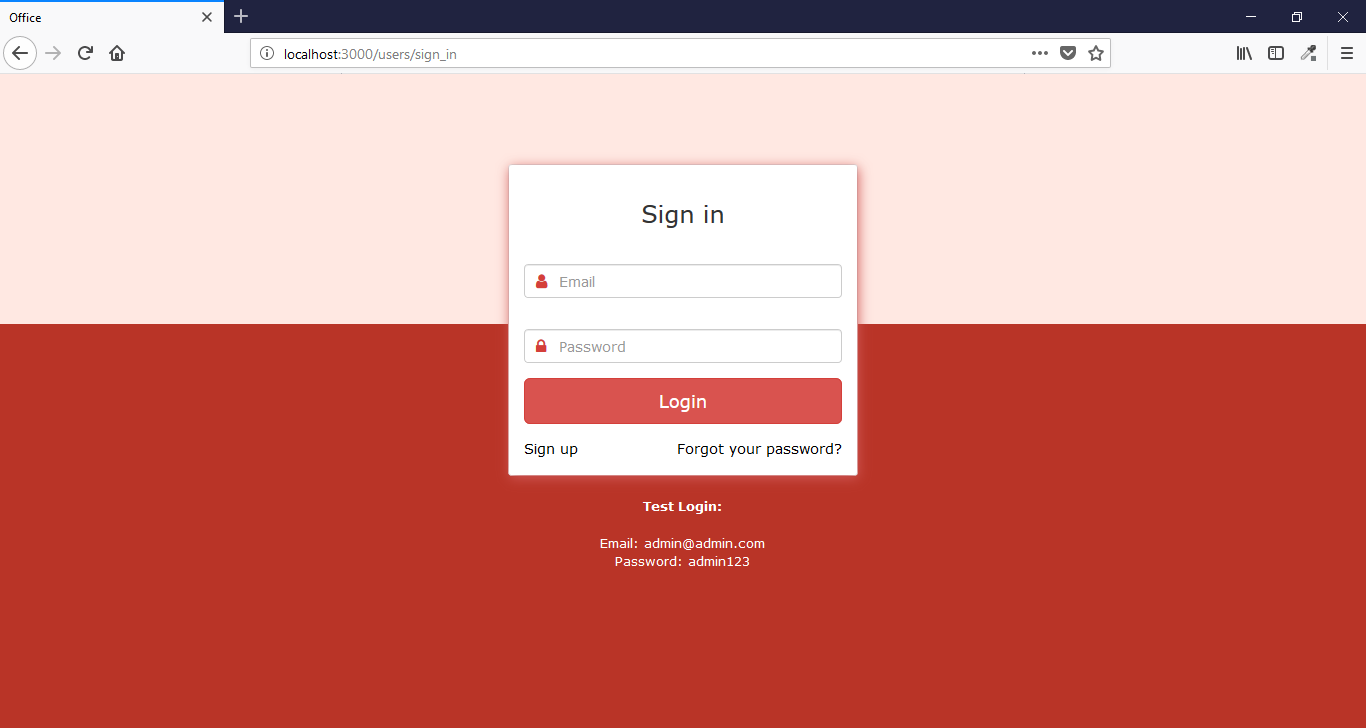 Office
localhost:3000/users/sign_in
Sign in
Email
Password
Login
Sign up Forgot your password?
Test Login:
Email: admin@admin.com
Password: admin123